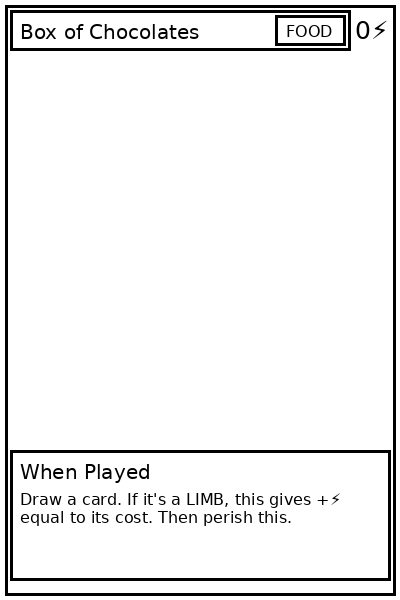 Box of Chocolates
FOOD
0⚡
When Played
Draw a card. If it's a LIMB, this gives +⚡
equal to its cost. Then perish this.